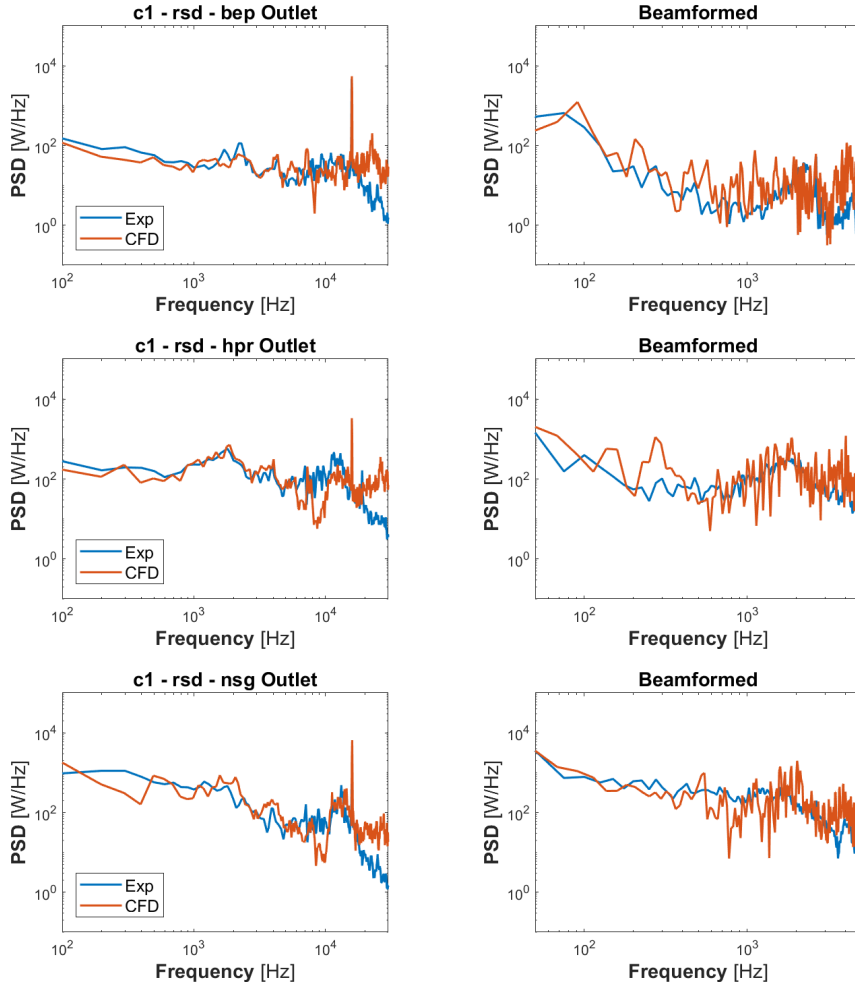 c1 - rsd - bep Outlet
PSD [W/Hz]
10^4
10^2
10^0
Exp
CFD
10^2
10^3
10^4
Frequency [Hz]
Beamformed
PSD [W/Hz]
10^4
10^2
10^0
10^2
10^3
Frequency [Hz]
c1 - rsd - hpr Outlet
PSD [W/Hz]
10^4
10^2
10^0
Exp
CFD
10^2
10^3
10^4
Frequency [Hz]
Beamformed
PSD [W/Hz]
10^4
10^2
10^0
10^2
10^3
Frequency [Hz]
c1 - rsd - nsg Outlet
PSD [W/Hz]
10^4
10^2
10^0
Exp
CFD
10^2
10^3
10^4
Frequency [Hz]
Beamformed
PSD [W/Hz]
10^4
10^2
10^0
10^2
10^3
Frequency [Hz]